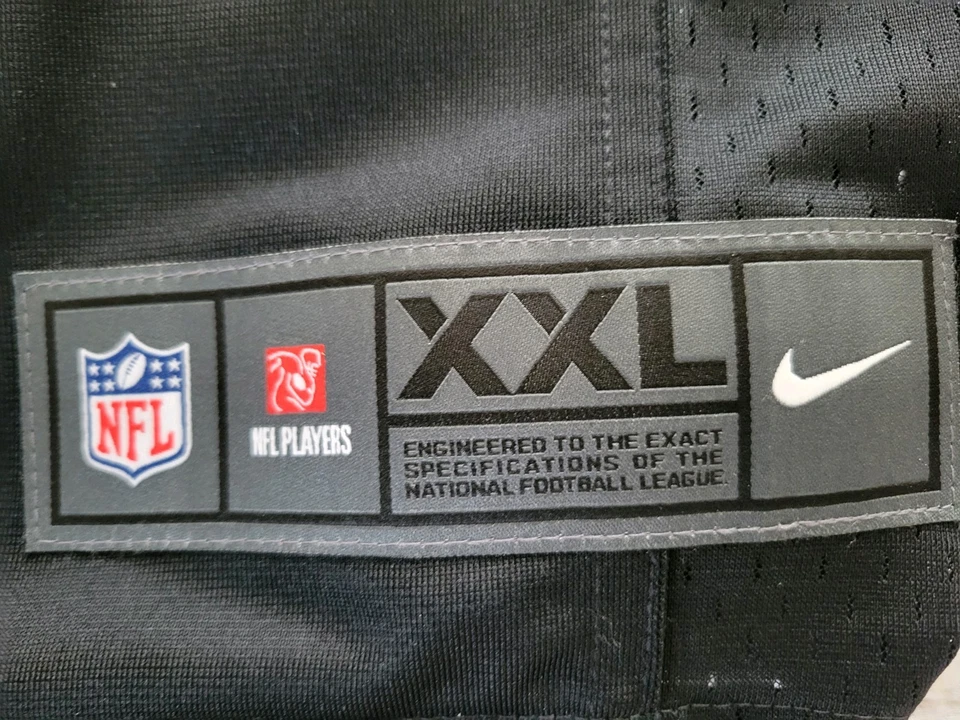 NFL
NFL PLAYERS
XXL
ENGINEERED TO THE EXACT
SPECIFICATIONS OF THE
NATIONAL FOOTBALL LEAGUE.